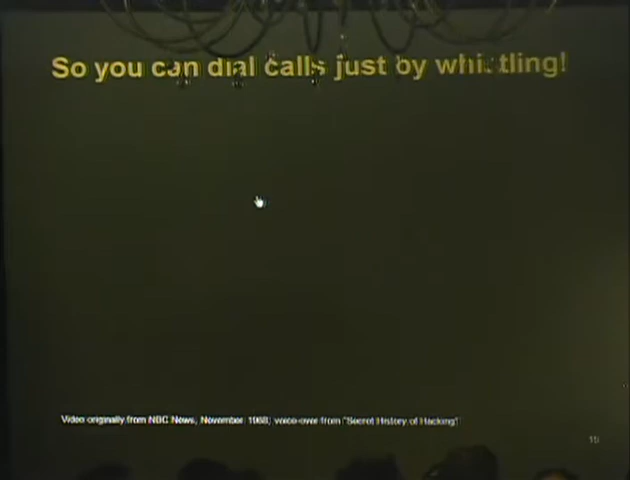 So you can dial calls just by whistling!
Video originally from NBC News, November 1968; voice-over from "Secret History of Hacking"